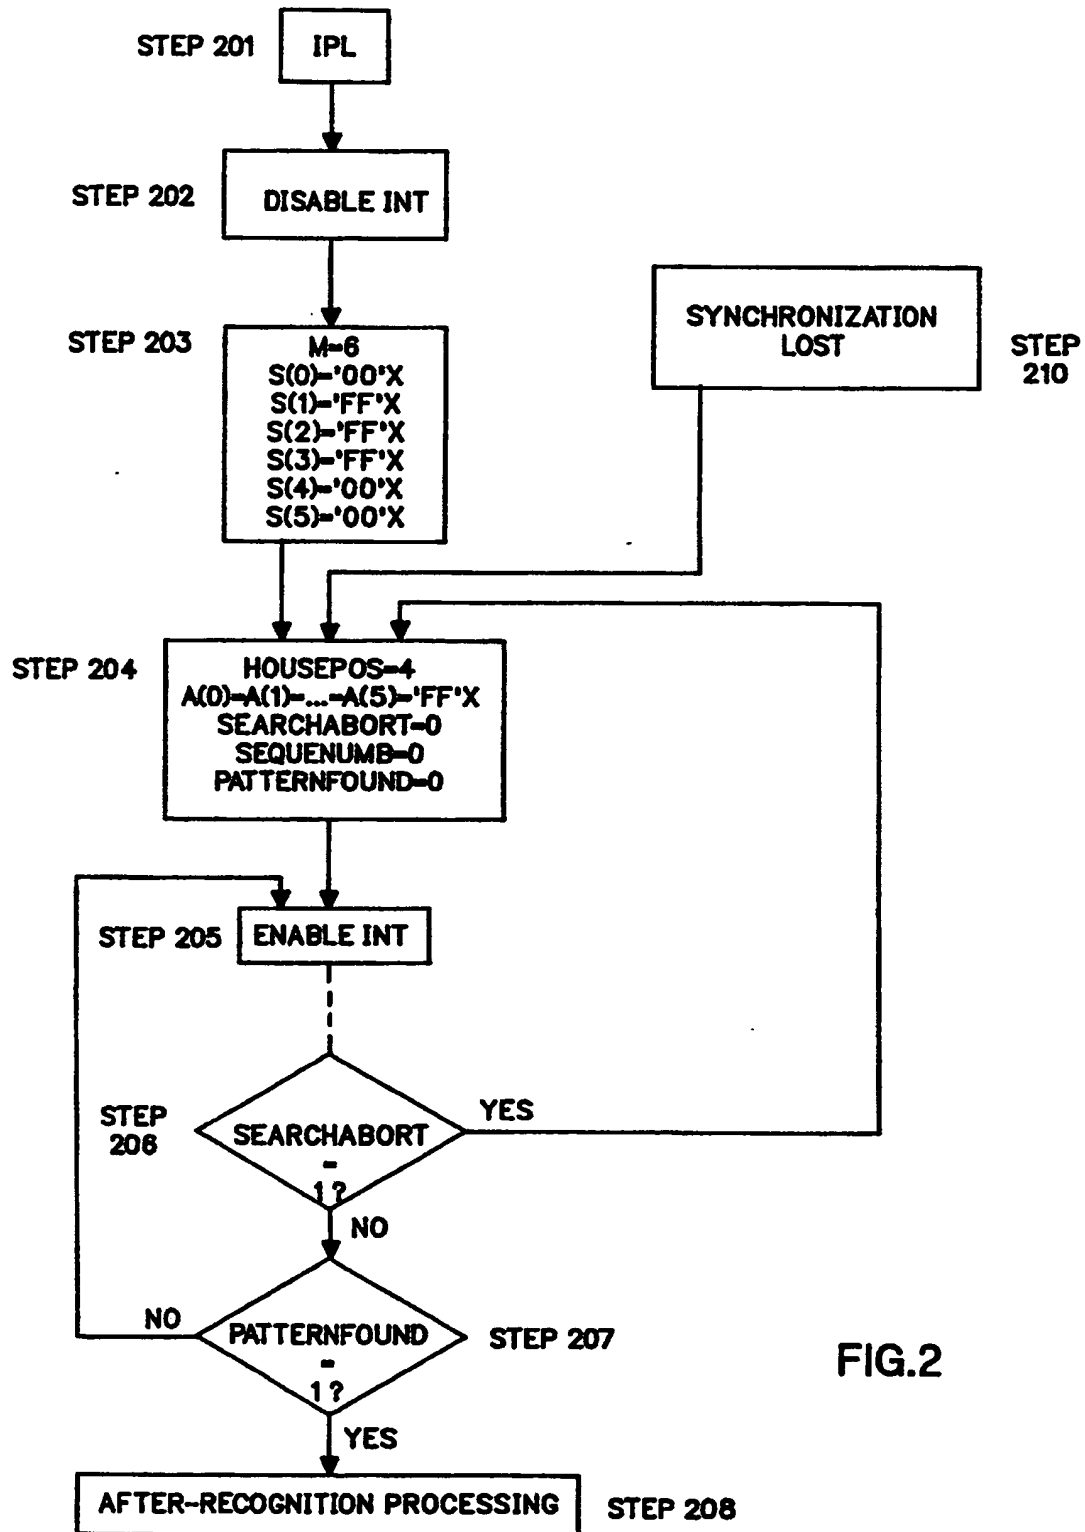 STEP 201
IPL
STEP 202
DISABLE INT
STEP 203
M=6
S(0)='00'X
S(1)='FF'X
S(2)='FF'X
S(3)='FF'X
S(4)='00'X
S(5)='00'X
SYNCHRONIZATION
LOST
STEP
210
STEP 204
HOUSEPOS=4
A(0)=A(1)=...=A(5)='FF'X
SEARCHABORT=0
SEQUENUMB=0
PATTERNFOUND=0
STEP 205
ENABLE INT
STEP
206
SEARCHABORT
=
1?
YES
NO
PATTERNFOUND
=
1?
NO
STEP 207
YES
AFTER-RECOGNITION PROCESSING
STEP 208
FIG.2